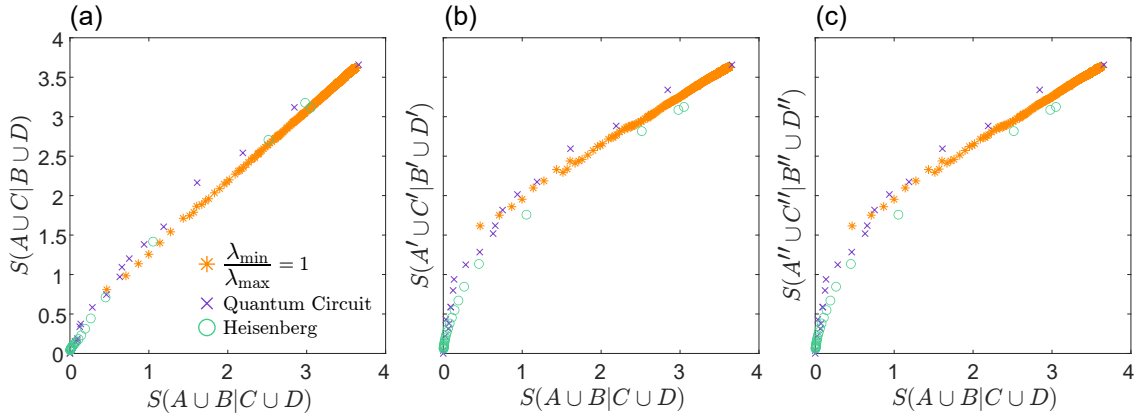 (a)
4
3.5
3
2.5
2
1.5
1
0.5
0
S(A ∪ C|B ∪ D)
λmin/λmax = 1
Quantum Circuit
Heisenberg
0 1 2 3 4
S(A ∪ B|C ∪ D)
(b)
S(A′ ∪ C′|B′ ∪ D′)
0 1 2 3 4
S(A ∪ B|C ∪ D)
(c)
S(A″ ∪ C″|B″ ∪ D″)
0 1 2 3 4
S(A ∪ B|C ∪ D)